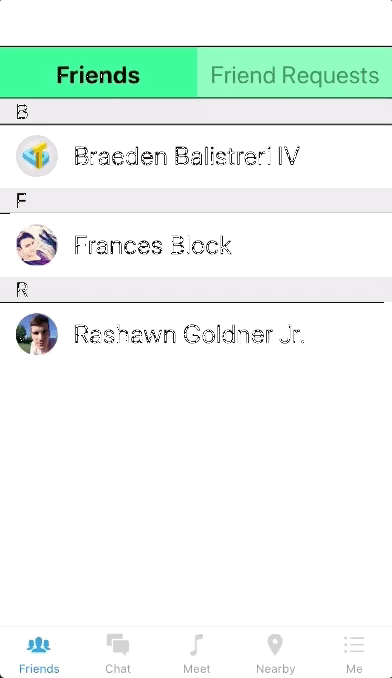 Friends Friend Requests
B
Braeden Balistreri IV
F
Frances Block
R
Rashawn Goldner Jr.
Friends Chat Meet Nearby Me